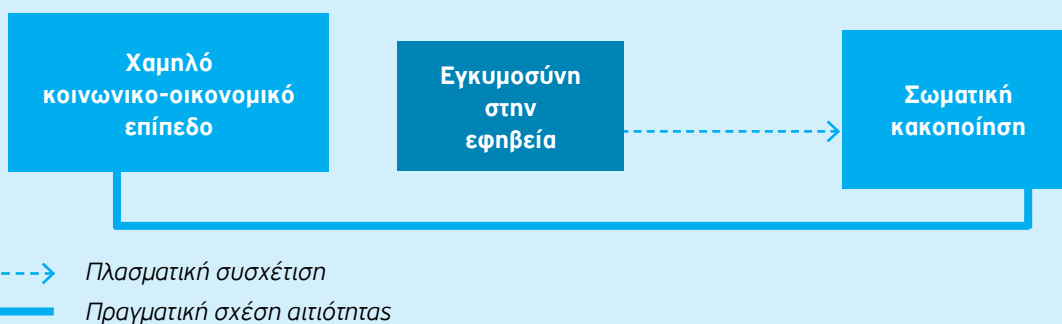 Χαμηλό
κοινωνικο-οικονομικό
επίπεδο
Εγκυμοσύνη
στην
εφηβεία
Σωματική
κακοποίηση
Πλασματική συσχέτιση
Πραγματική σχέση αιτιότητας